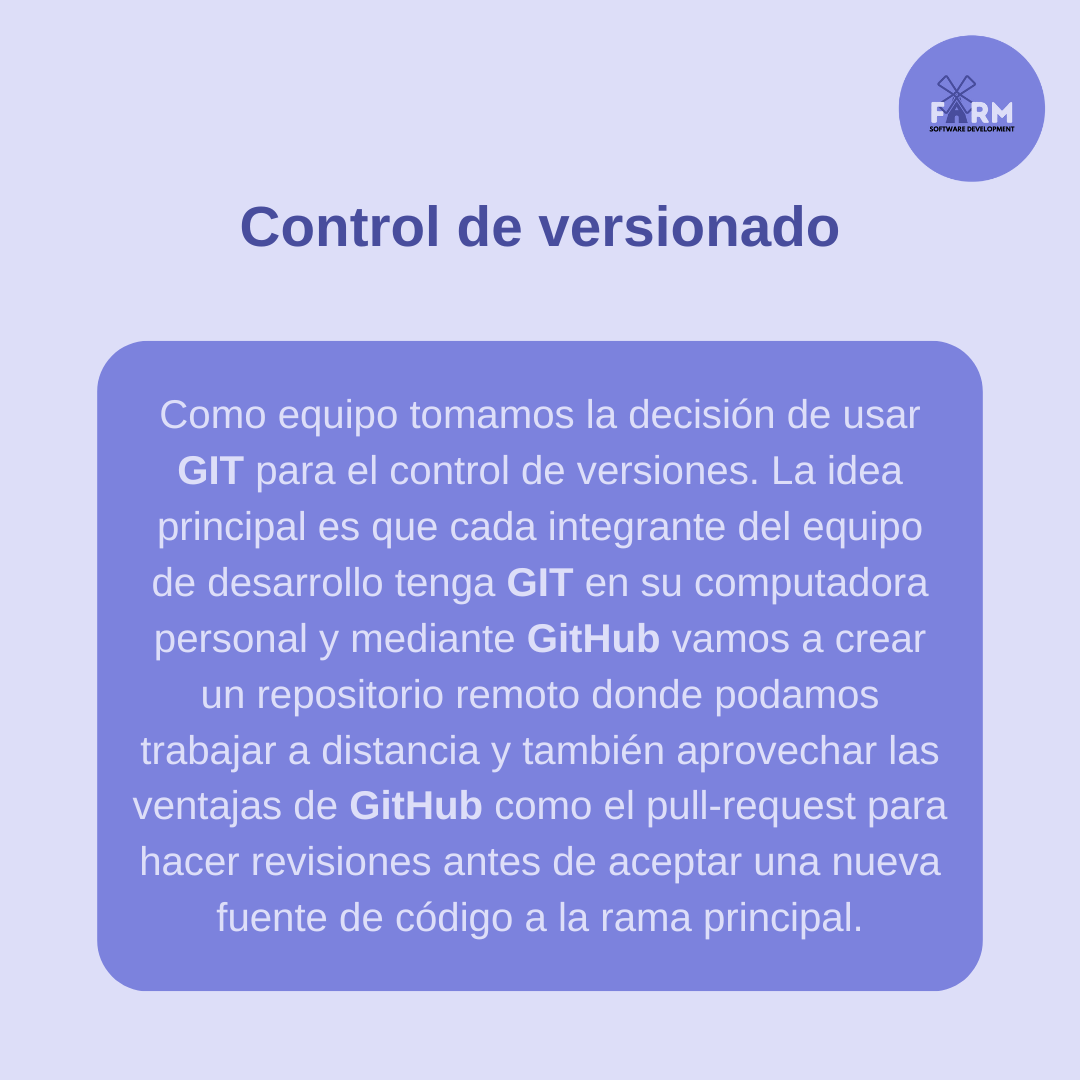 FARM
SOFTWARE DEVELOPMENT
Control de versionado
Como equipo tomamos la decisión de usar
GIT para el control de versiones. La idea
principal es que cada integrante del equipo
de desarrollo tenga GIT en su computadora
personal y mediante GitHub vamos a crear
un repositorio remoto donde podamos
trabajar a distancia y también aprovechar las
ventajas de GitHub como el pull-request para
hacer revisiones antes de aceptar una nueva
fuente de código a la rama principal.